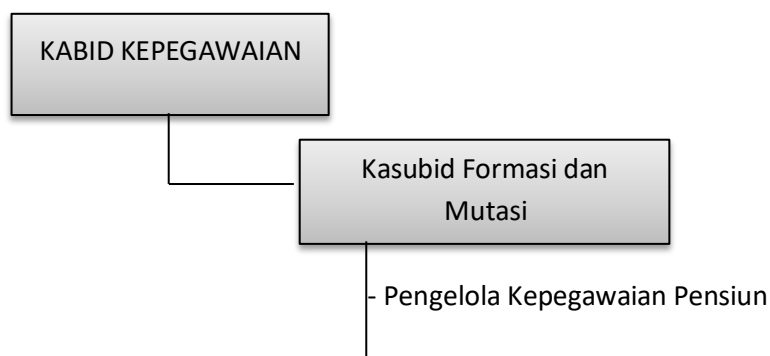 KABID KEPEGAWAIAN
Kasubid Formasi dan
Mutasi
- Pengelola Kepegawaian Pensiun